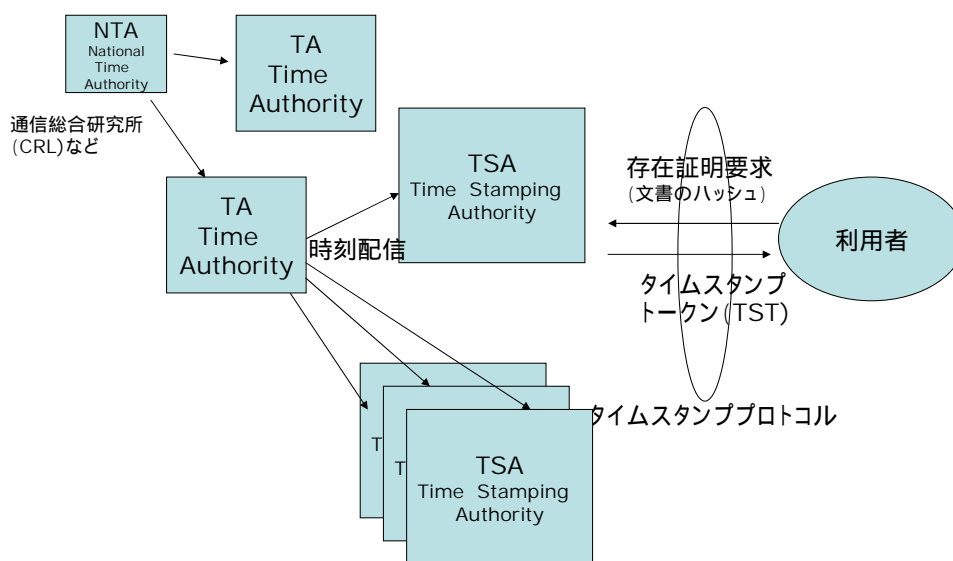 NTA
National
Time
Authority
TA
Time
Authority
通信総合研究所
(CRL)など
TSA
Time Stamping
Authority
存在証明要求
(文書のハッシュ)
TA
Time
Authority
時刻配信
利用者
タイムスタンプ
トークン(TST)
タイムスタンププロトコル
T
T
TSA
Time Stamping
Authority